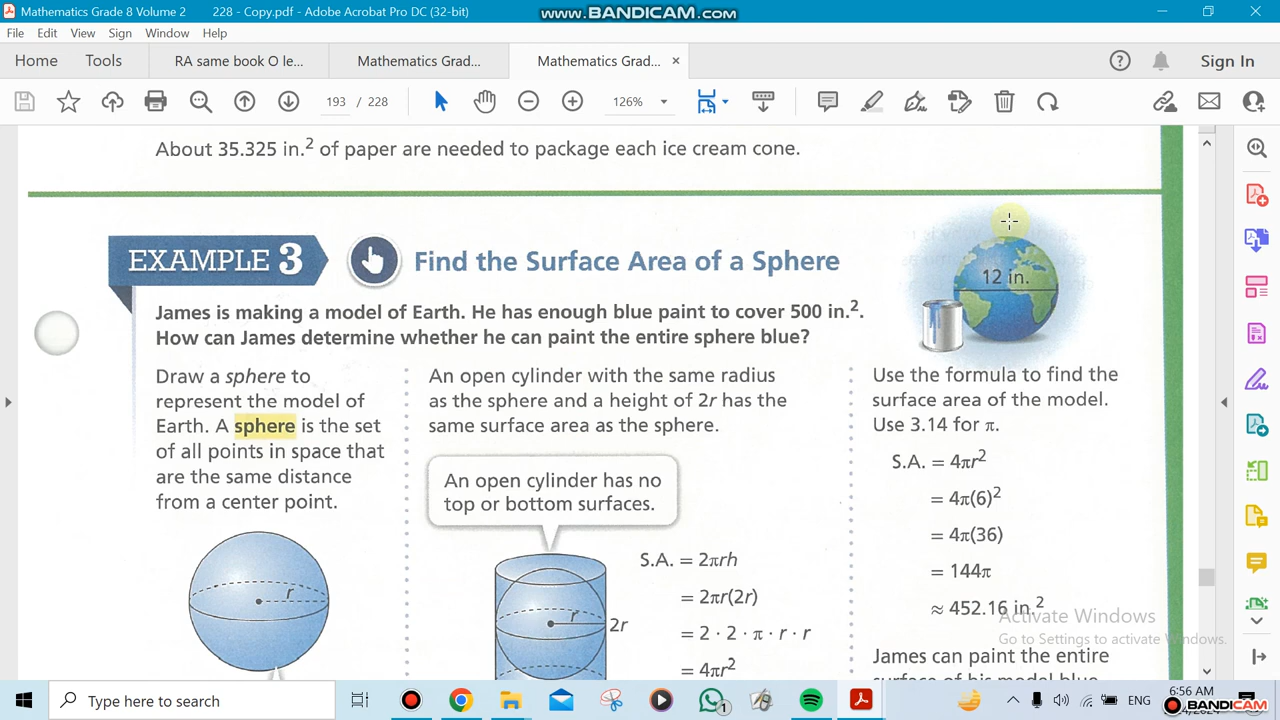 Mathematics Grade 8 Volume 2 228 - Copy.pdf - Adobe Acrobat Pro DC (32-bit)
www.BANDICAM.com
File Edit View Sign Window Help
Home Tools RA same book O le... Mathematics Grad... Mathematics Grad... × Sign In
193 / 228 126%
About 35.325 in.² of paper are needed to package each ice cream cone.
EXAMPLE 3 Find the Surface Area of a Sphere
12 in.
James is making a model of Earth. He has enough blue paint to cover 500 in.².
How can James determine whether he can paint the entire sphere blue?
Draw a sphere to
represent the model of
Earth. A sphere is the set
of all points in space that
are the same distance
from a center point.
r
An open cylinder with the same radius
as the sphere and a height of 2r has the
same surface area as the sphere.
An open cylinder has no
top or bottom surfaces.
r
2r
S.A. = 2πrh
= 2πr(2r)
= 2 · 2 · π · r · r
= 4πr²
Use the formula to find the
surface area of the model.
Use 3.14 for π.
S.A. = 4πr²
= 4π(6)²
= 4π(36)
= 144π
≈ 452.16 in.²
James can paint the entire
Activate Windows
Go to Settings to activate Windows.
Type here to search
1
ENG
6:56 AM
BANDICAM